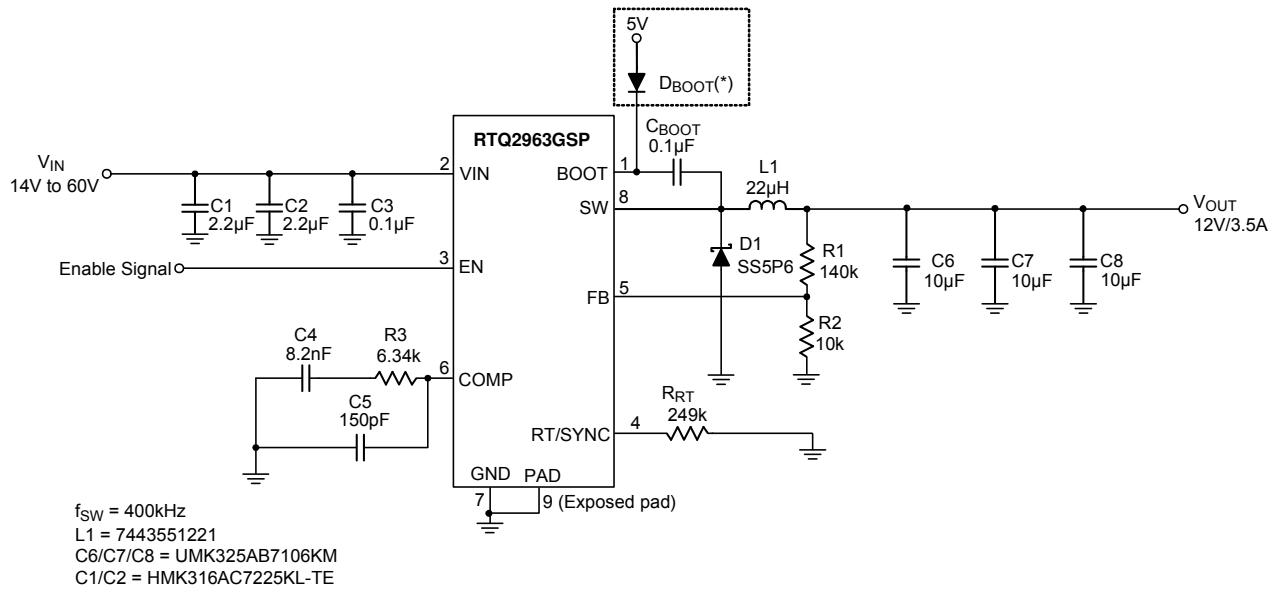 5V
DBOOT(*)
RTQ2963GSP
CBOOT
0.1µF
VIN
14V to 60V
2
VIN
BOOT
1
L1
22µH
SW
8
VOUT
12V/3.5A
C1
2.2µF
C2
2.2µF
C3
0.1µF
D1
SS5P6
R1
140k
C6
10µF
C7
10µF
C8
10µF
Enable Signal
3
EN
FB
5
R2
10k
C4
8.2nF
R3
6.34k
6
COMP
C5
150pF
RRT
249k
RT/SYNC
4
GND
PAD
7
9 (Exposed pad)
fSW = 400kHz
L1 = 7443551221
C6/C7/C8 = UMK325AB7106KM
C1/C2 = HMK316AC7225KL-TE